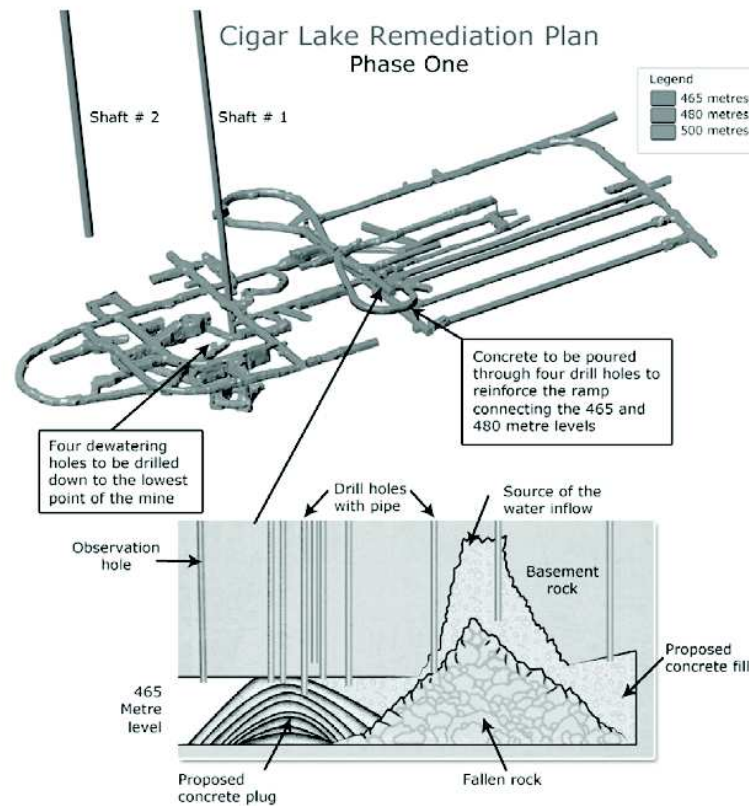 Cigar Lake Remediation Plan
Phase One
Legend
465 metres
480 metres
500 metres
Shaft # 2
Shaft # 1
Concrete to be poured
through four drill holes to
reinforce the ramp
connecting the 465 and
480 metre levels
Four dewatering
holes to be drilled
down to the lowest
point of the mine
Drill holes
with pipe
Source of the
water inflow
Observation
hole
Basement
rock
Proposed
concrete fill
465
Metre
level
Proposed
concrete plug
Fallen rock